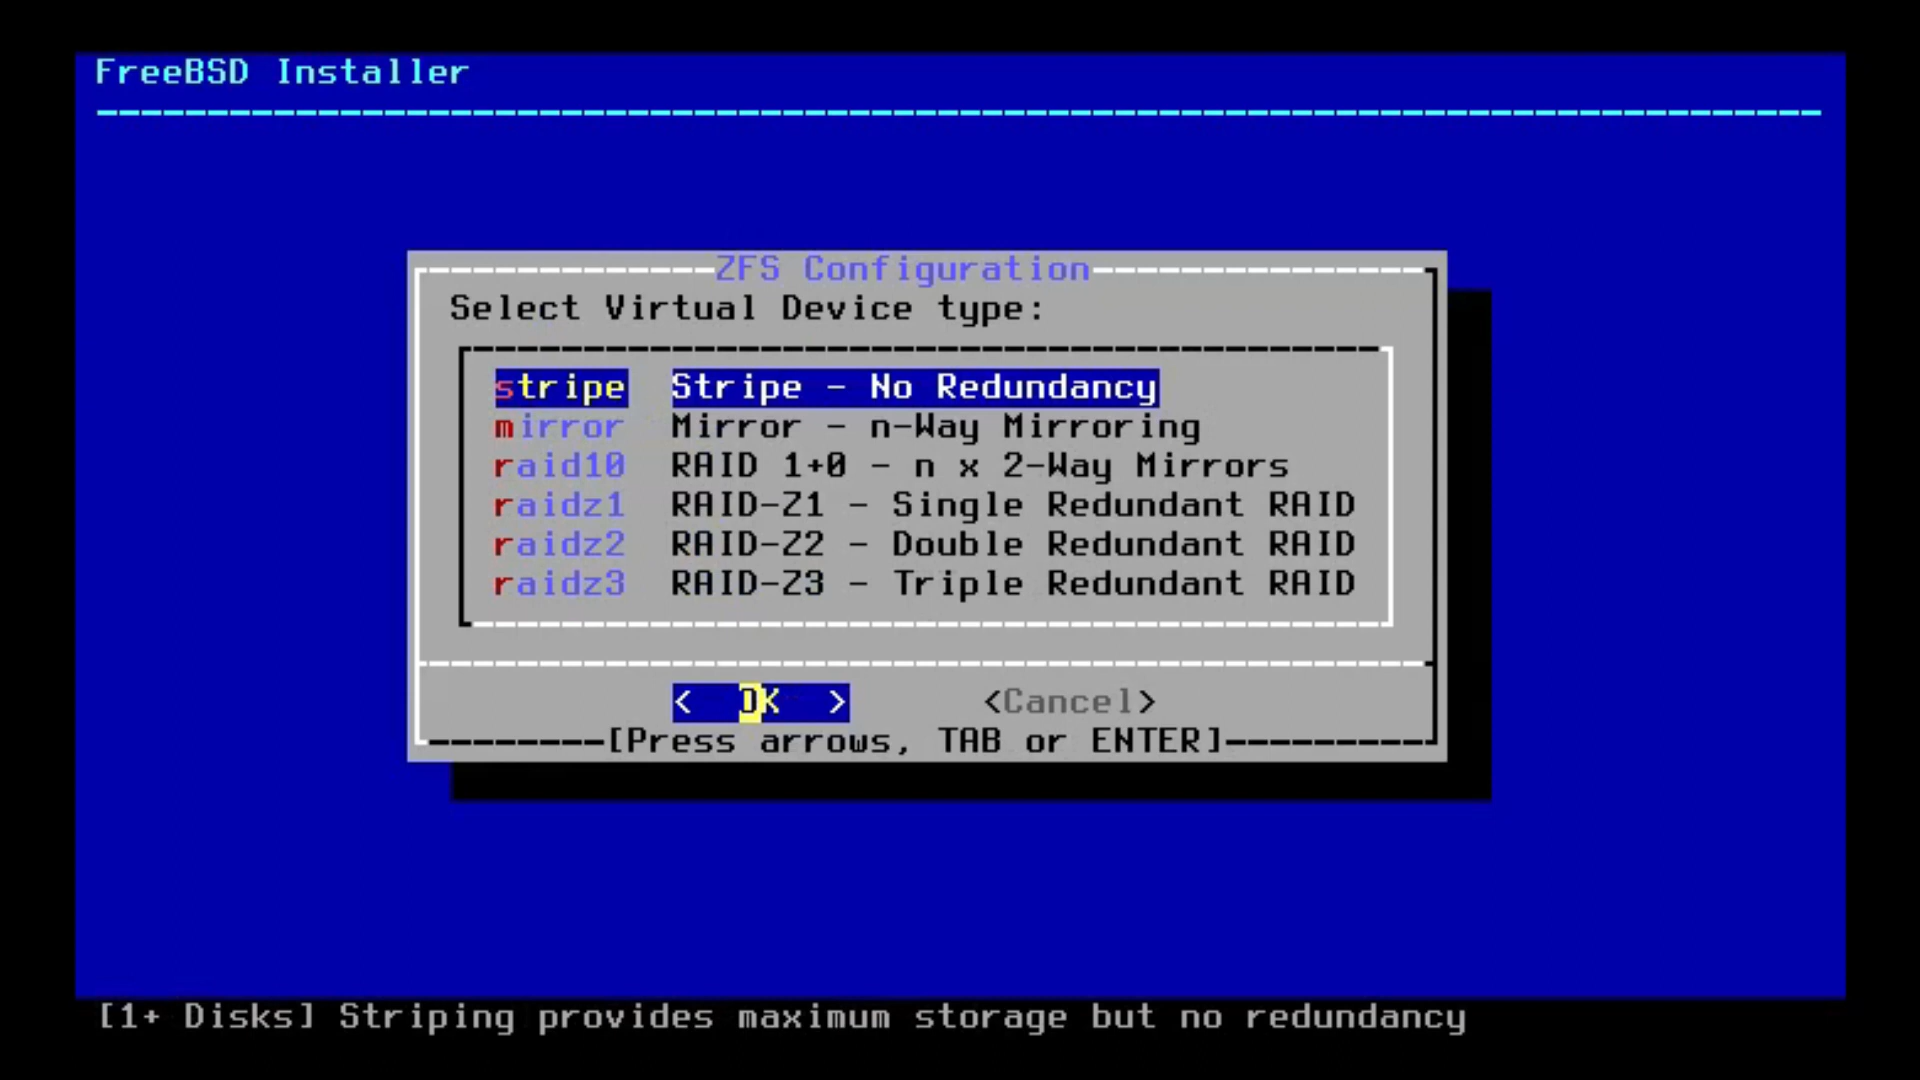 FreeBSD Installer
ZFS Configuration
Select Virtual Device type:
stripe Stripe - No Redundancy
mirror Mirror - n-Way Mirroring
raid10 RAID 1+0 - n x 2-Way Mirrors
raidz1 RAID-Z1 - Single Redundant RAID
raidz2 RAID-Z2 - Double Redundant RAID
raidz3 RAID-Z3 - Triple Redundant RAID
< OK > <Cancel>
[Press arrows, TAB or ENTER]
[1+ Disks] Striping provides maximum storage but no redundancy